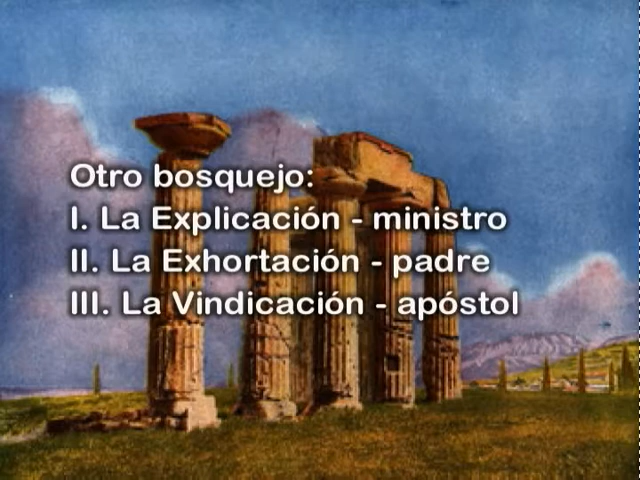 Otro bosquejo:
I. La Explicación - ministro
II. La Exhortación - padre
III. La Vindicación - apóstol